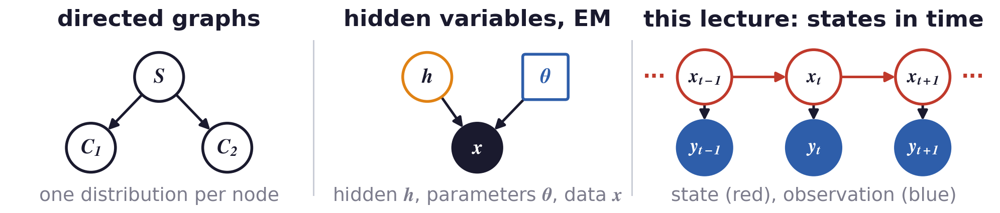 directed graphs
S
C₁
C₂
one distribution per node
hidden variables, EM
h
θ
x
hidden h, parameters θ, data x
this lecture: states in time
... xₜ₋₁ xₜ xₜ₊₁ ...
yₜ₋₁ yₜ yₜ₊₁
state (red), observation (blue)